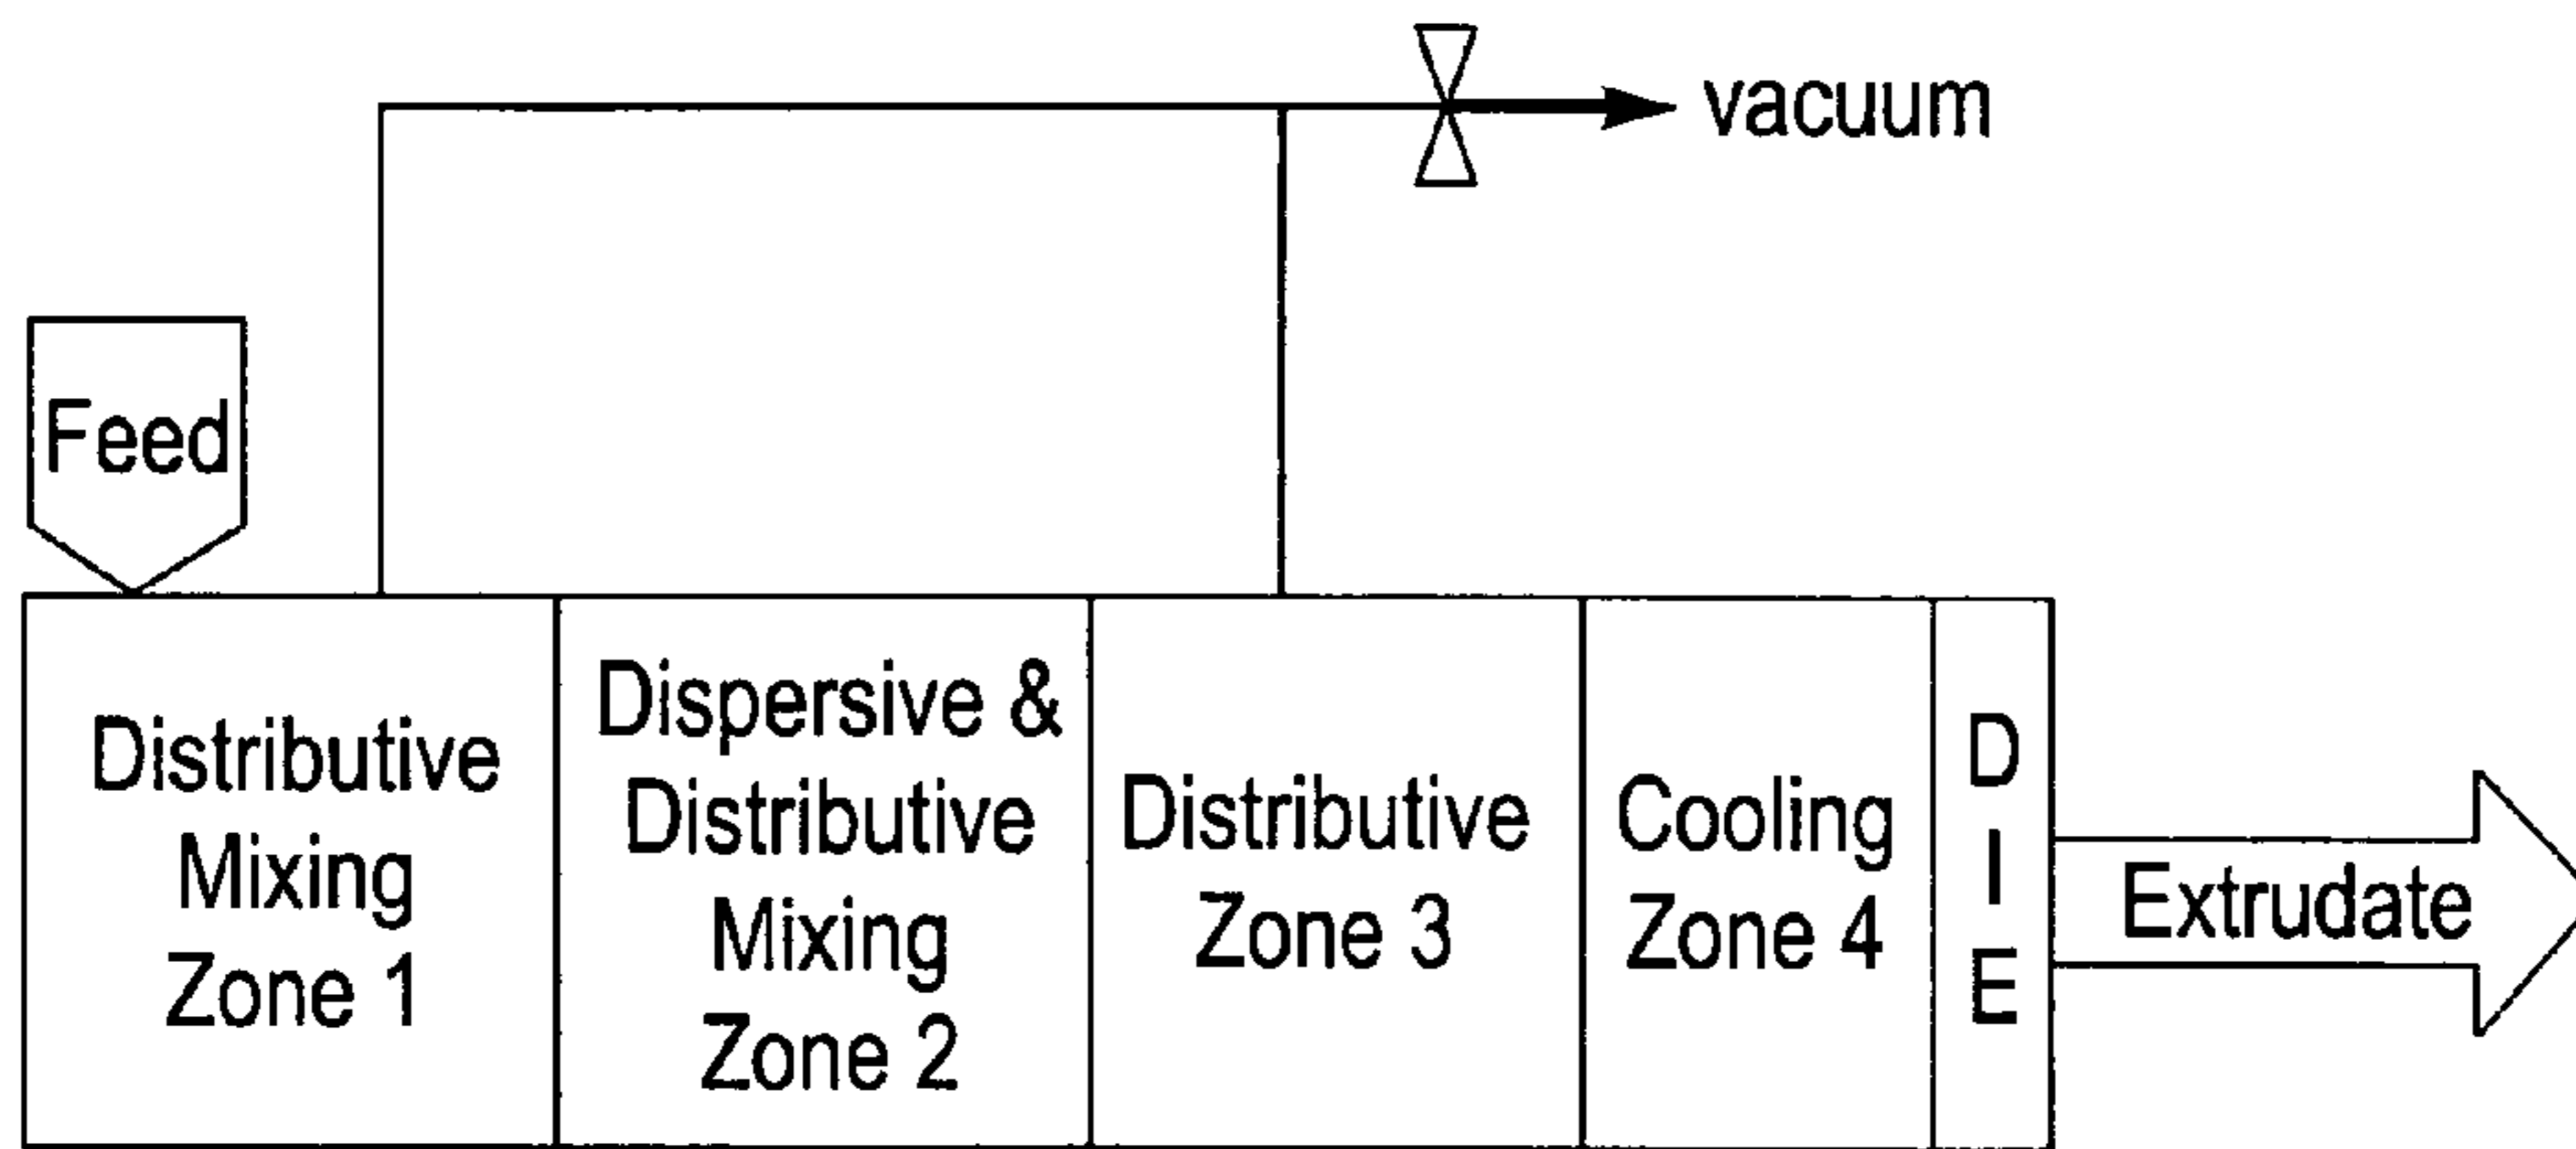 vacuum
Feed
Distributive
Mixing
Zone 1
Dispersive &
Distributive
Mixing
Zone 2
Distributive
Zone 3
Cooling
Zone 4
D
I
E
Extrudate